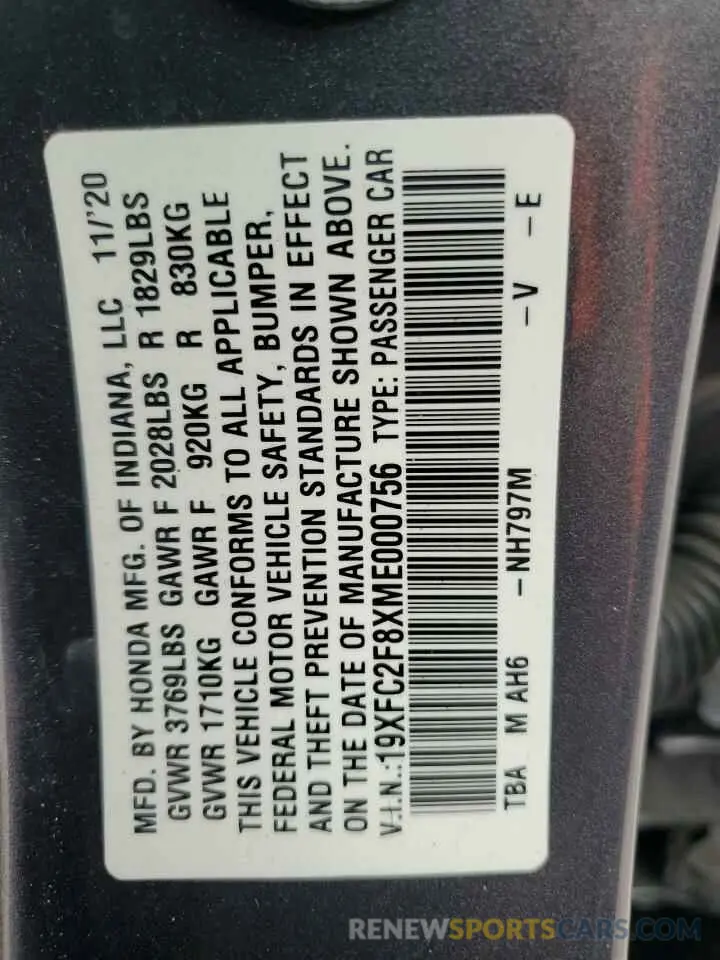 MFD. BY HONDA MFG. OF INDIANA, LLC 11/'20
GVWR 3769LBS GAWR F 2028LBS R 1829LBS
GVWR 1710KG GAWR F 920KG R 830KG
THIS VEHICLE CONFORMS TO ALL APPLICABLE
FEDERAL MOTOR VEHICLE SAFETY, BUMPER,
AND THEFT PREVENTION STANDARDS IN EFFECT
ON THE DATE OF MANUFACTURE SHOWN ABOVE.
V.I.N.:19XFC2F8XME000756 TYPE: PASSENGER CAR
TBA M AH6 -NH797M -V -E
RENEWSPORTSCARS.COM